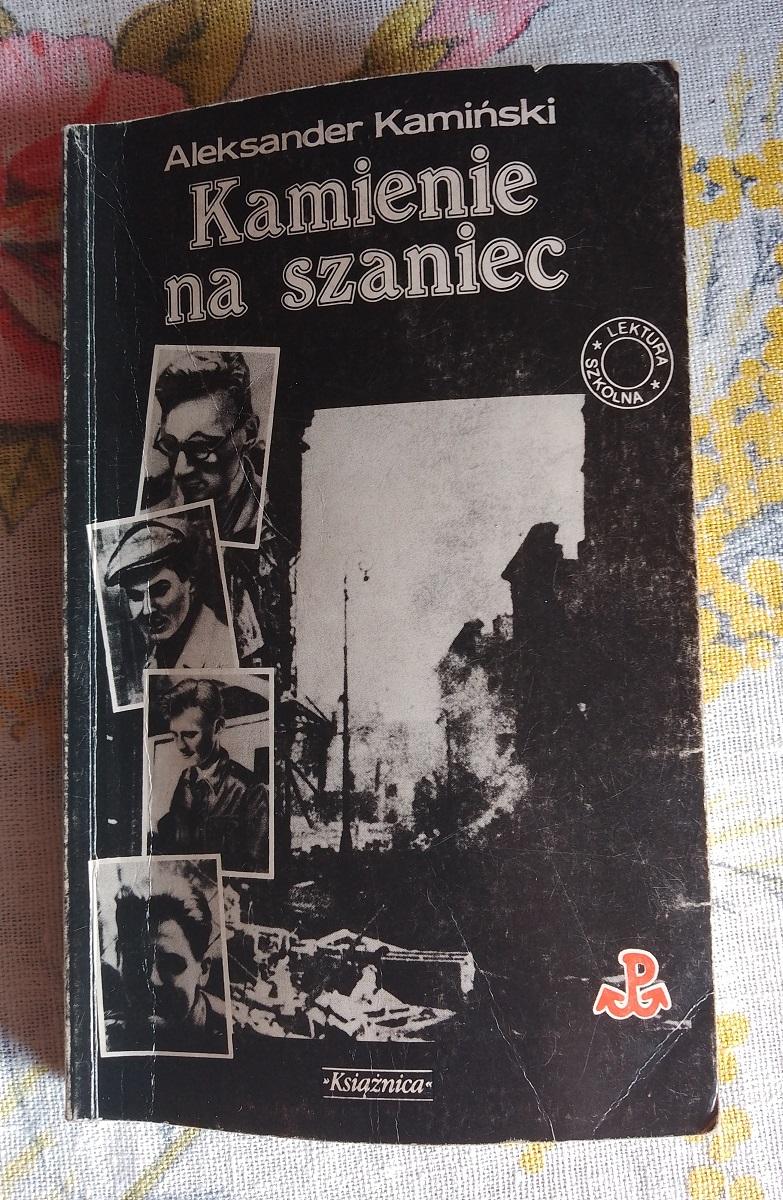 Aleksander Kamiński
Kamienie
na szaniec
LEKTURA
SZKOLNA
P
»Książnica«